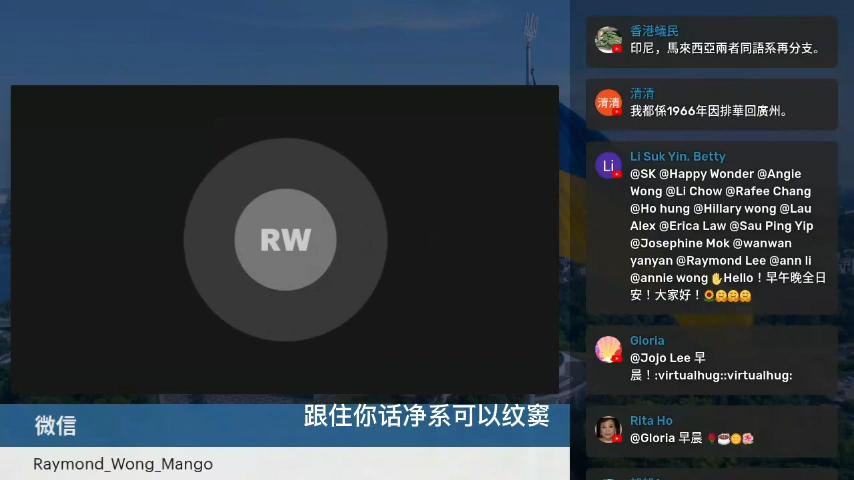 RW
跟住你话净系可以纹窦
微信
Raymond_Wong_Mango
香港蟻民
印尼，馬來西亞兩者同語系再分支。
清清
清清
我都係1966年因排華回廣州。
Li
Li Suk Yin. Betty
@SK @Happy Wonder @Angie
Wong @Li Chow @Rafee Chang
@Ho hung @Hillary wong @Lau
Alex @Erica Law @Sau Ping Yip
@Josephine Mok @wanwan
yanyan @Raymond Lee @ann li
@annie wong ✋Hello！早午晚全日
安！大家好！🌻🤗🤗🤗
Gloria
@Jojo Lee 早
晨！:virtualhug::virtualhug:
Rita Ho
@Gloria 早晨 🌹☕🌼🌸